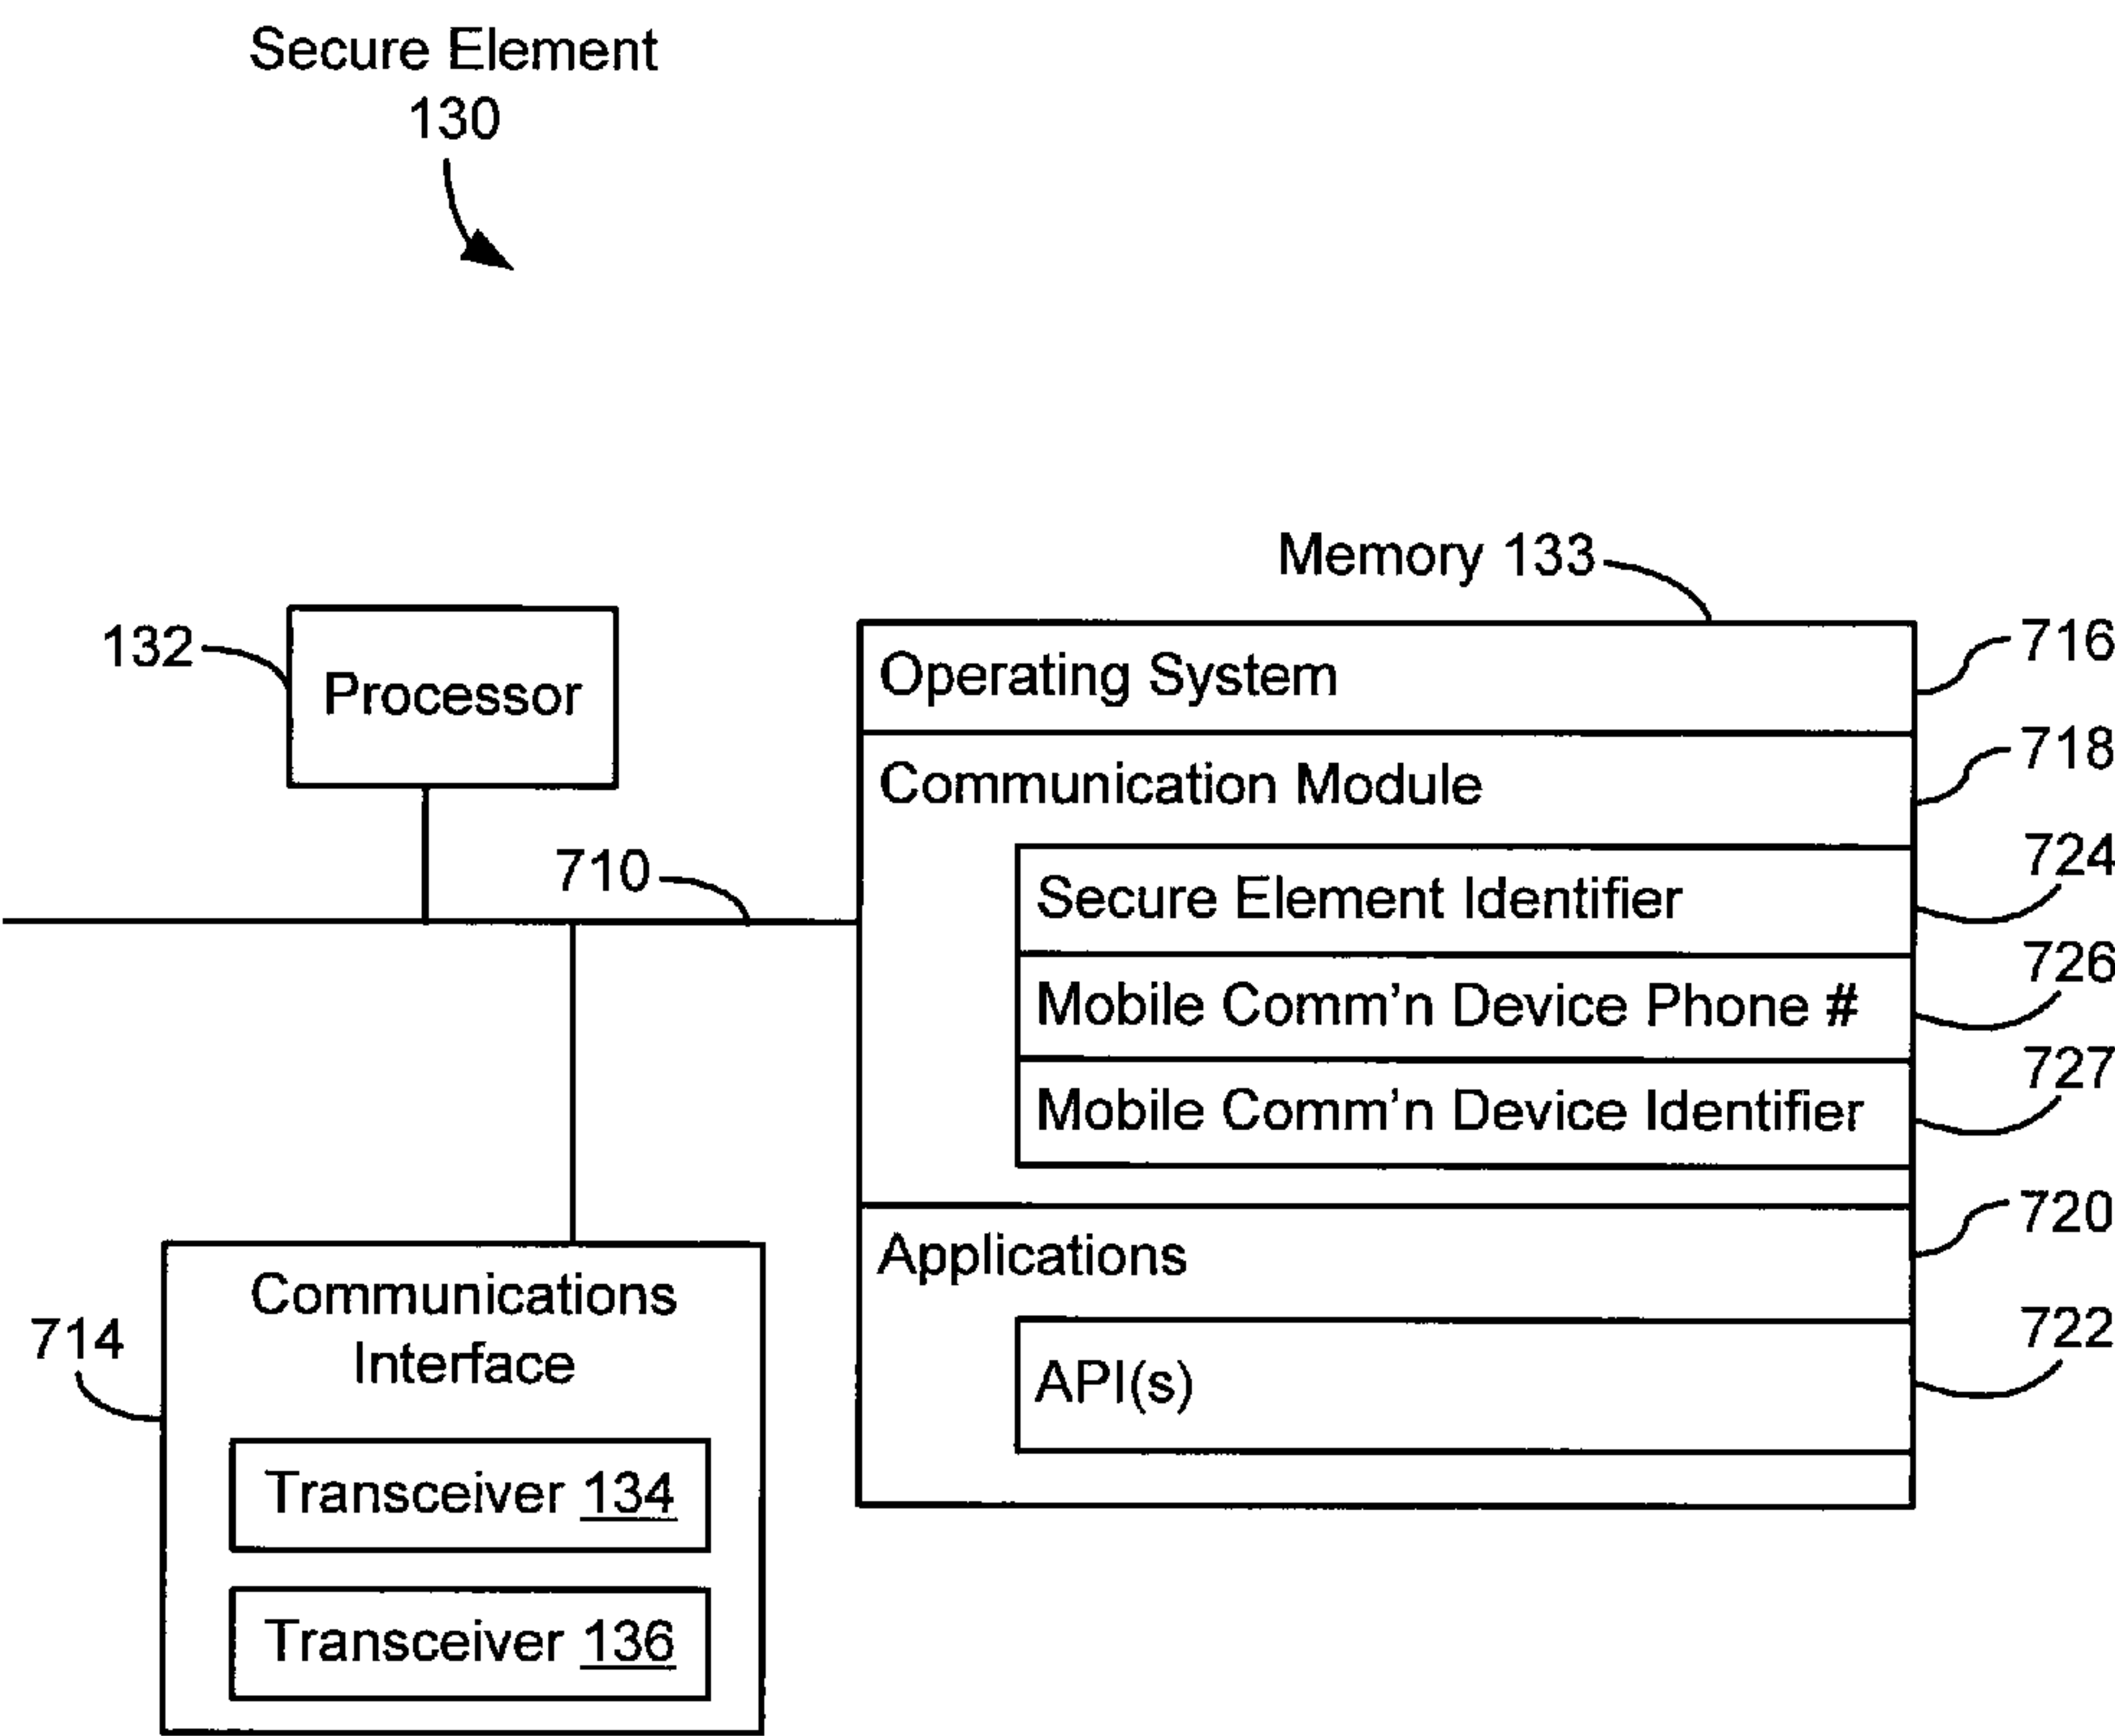 Secure Element
130
Memory 133
132
Processor
710
Operating System
716
Communication Module
718
Secure Element Identifier
724
Mobile Comm'n Device Phone #
726
Mobile Comm'n Device Identifier
727
Applications
720
API(s)
722
714
Communications
Interface
Transceiver 134
Transceiver 136